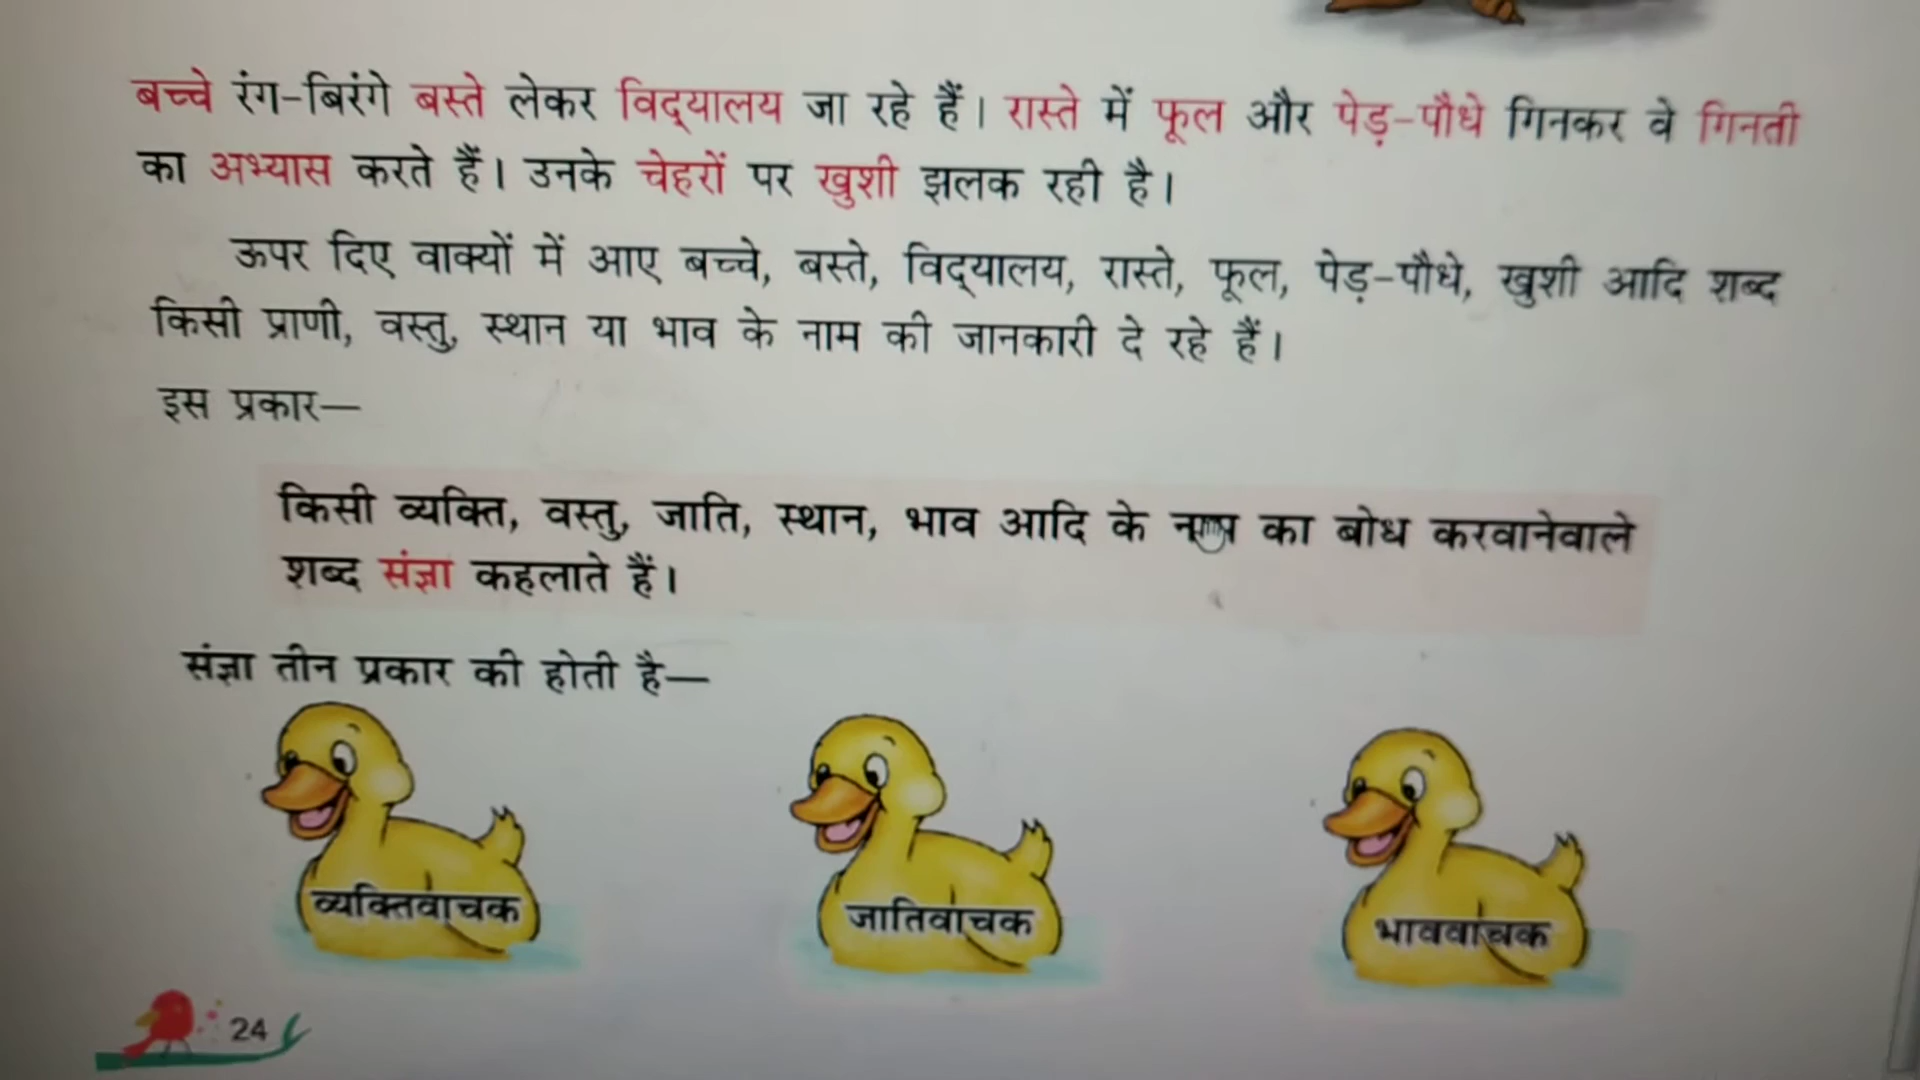 बच्चे रंग-बिरंगे बस्ते लेकर विद्‌यालय जा रहे हैं। रास्ते में फूल और पेड़-पौधे गिनकर वे गिनती
का अभ्यास करते हैं। उनके चेहरों पर खुशी झलक रही है।
ऊपर दिए वाक्यों में आए बच्चे, बस्ते, विद्‌यालय, रास्ते, फूल, पेड़-पौधे, खुशी आदि शब्द
किसी प्राणी, वस्तु, स्थान या भाव के नाम की जानकारी दे रहे हैं।
इस प्रकार—
किसी व्यक्ति, वस्तु, जाति, स्थान, भाव आदि के नाम का बोध करवानेवाले
शब्द संज्ञा कहलाते हैं।
संज्ञा तीन प्रकार की होती है—
व्यक्तिवाचक जातिवाचक भाववाचक
24